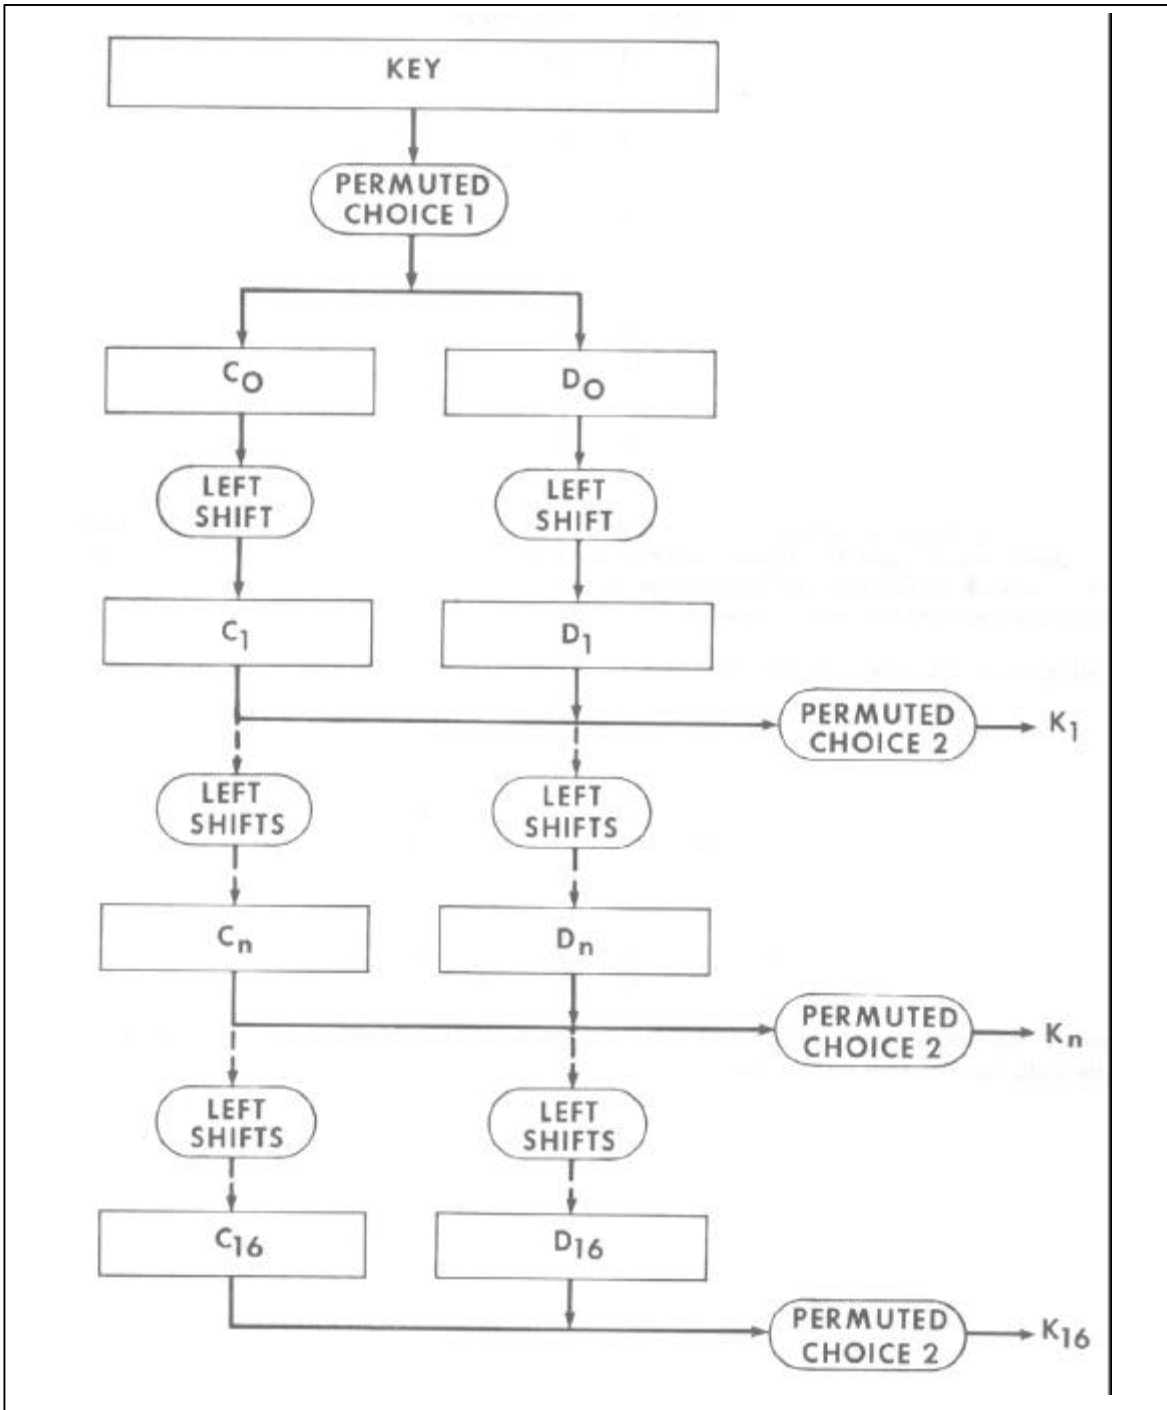 KEY
PERMUTED
CHOICE 1
C0 D0
LEFT
SHIFT
LEFT
SHIFT
C1 D1
PERMUTED
CHOICE 2
K1
LEFT
SHIFTS
LEFT
SHIFTS
Cn Dn
PERMUTED
CHOICE 2
Kn
LEFT
SHIFTS
LEFT
SHIFTS
C16 D16
PERMUTED
CHOICE 2
K16